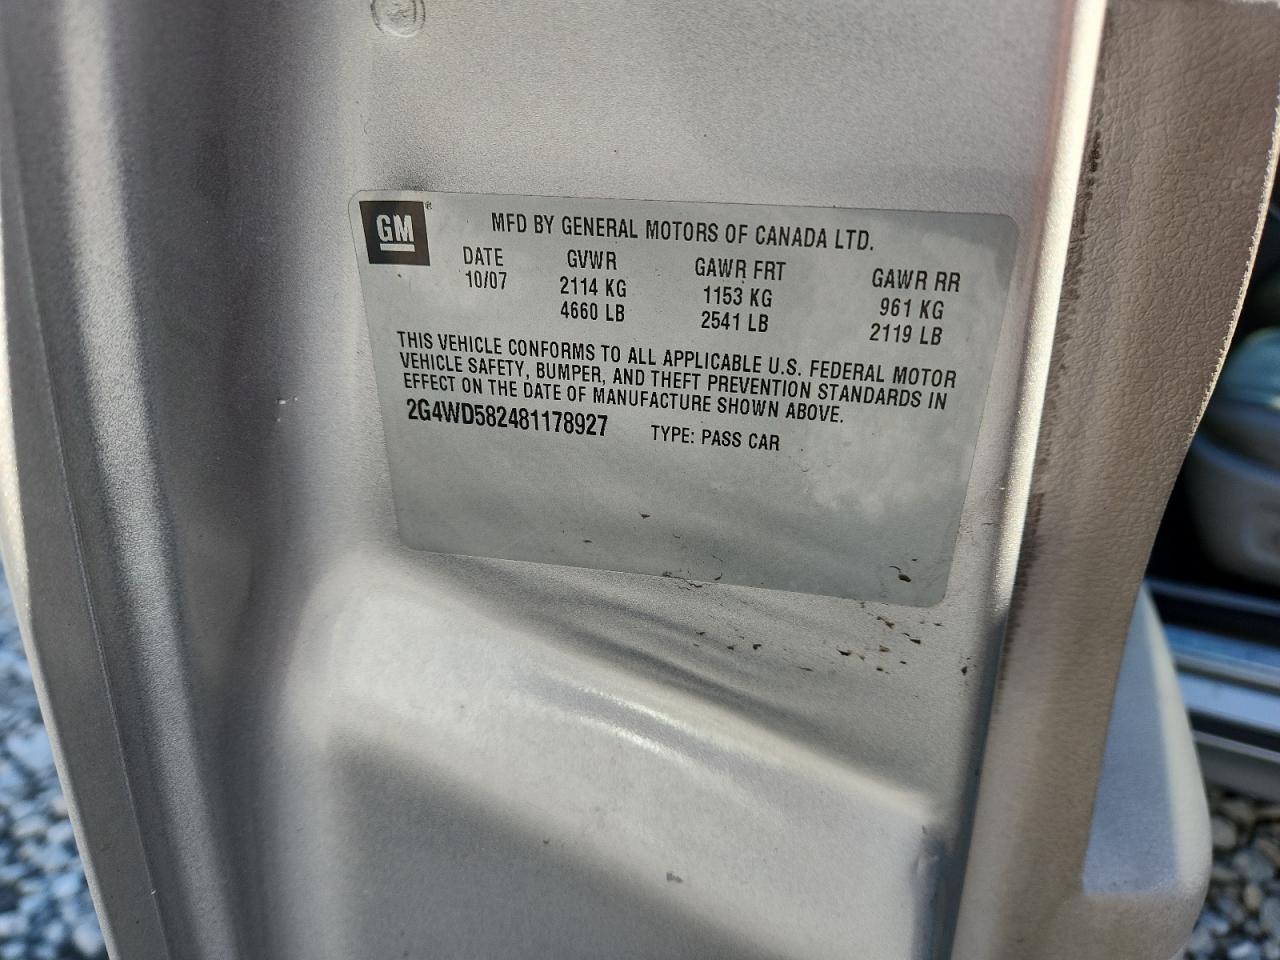 GM®
MFD BY GENERAL MOTORS OF CANADA LTD.
DATE GVWR GAWR FRT GAWR RR
10/07 2114 KG 1153 KG 961 KG
4660 LB 2541 LB 2119 LB
THIS VEHICLE CONFORMS TO ALL APPLICABLE U.S. FEDERAL MOTOR
VEHICLE SAFETY, BUMPER, AND THEFT PREVENTION STANDARDS IN
EFFECT ON THE DATE OF MANUFACTURE SHOWN ABOVE.
2G4WD582481178927 TYPE: PASS CAR